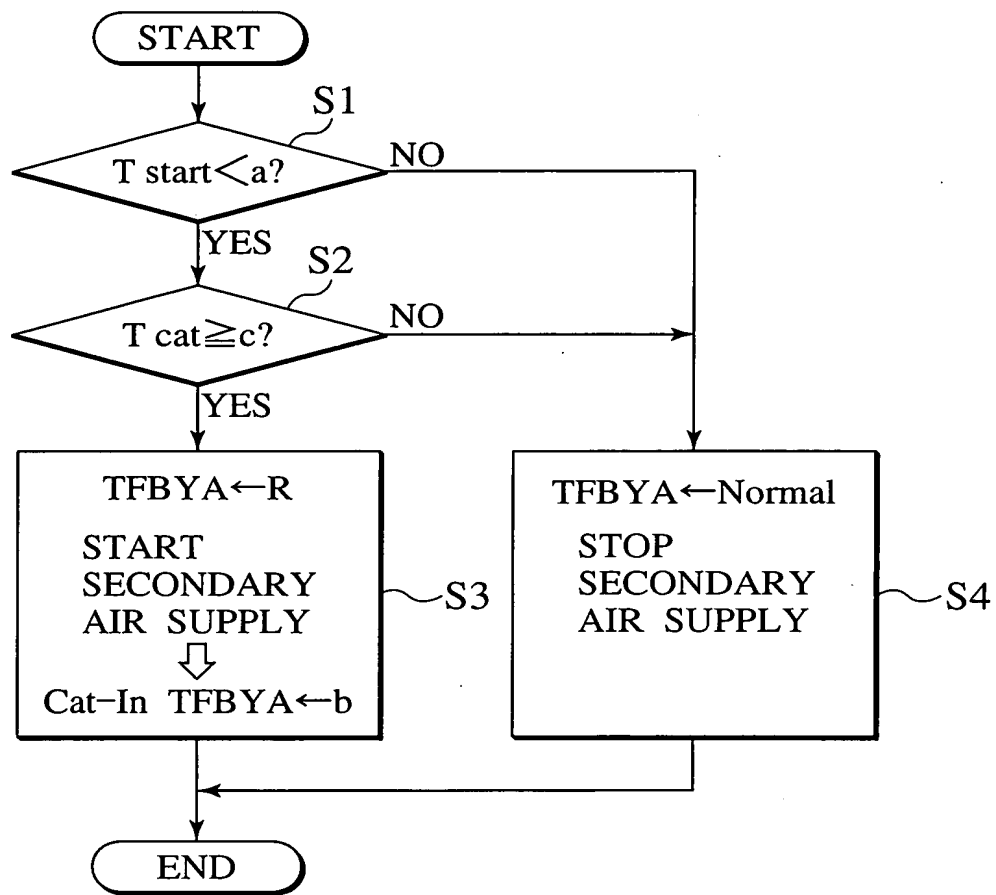 START
S1
T start<a?
NO
YES
S2
T cat≧c?
NO
YES
TFBYA←R
START
SECONDARY
AIR SUPPLY
Cat-In TFBYA←b
S3
TFBYA←Normal
STOP
SECONDARY
AIR SUPPLY
S4
END